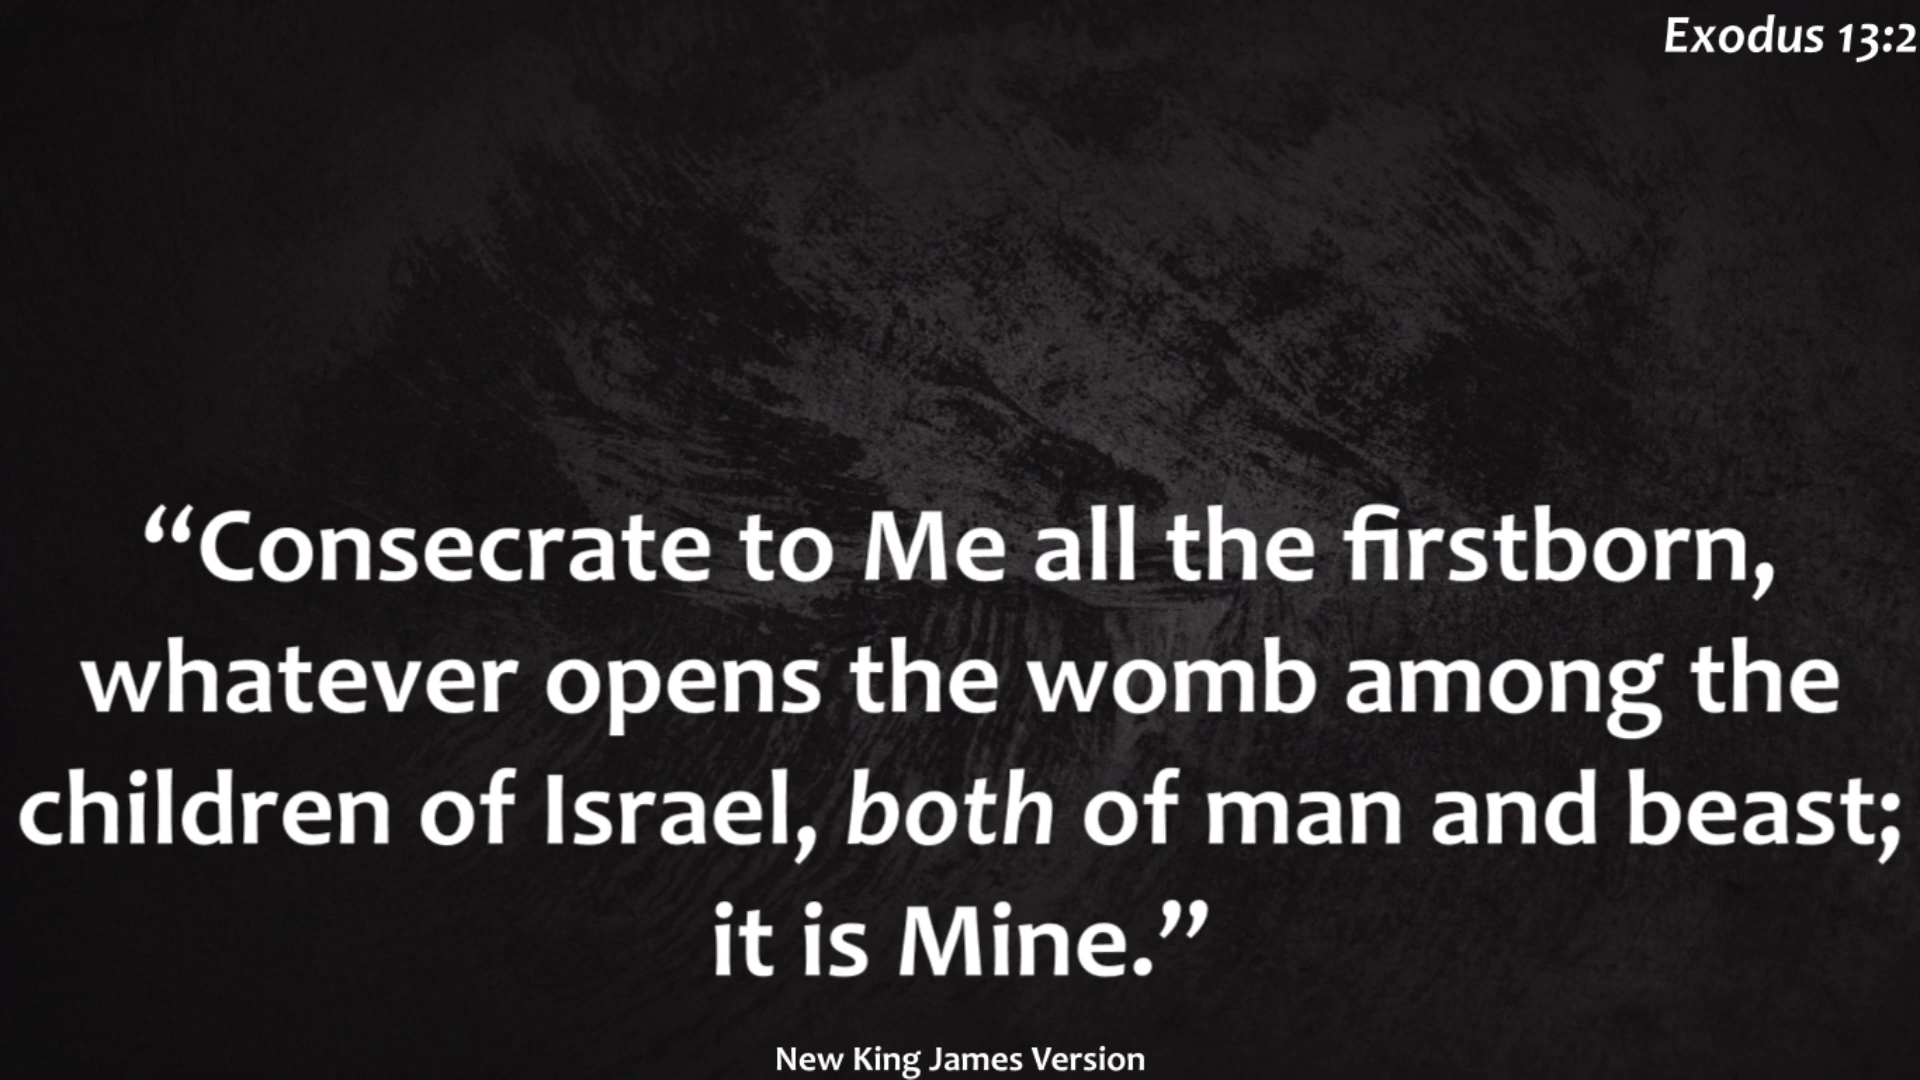 Exodus 13:2
“Consecrate to Me all the firstborn,
whatever opens the womb among the
children of Israel, both of man and beast;
it is Mine.”
New King James Version